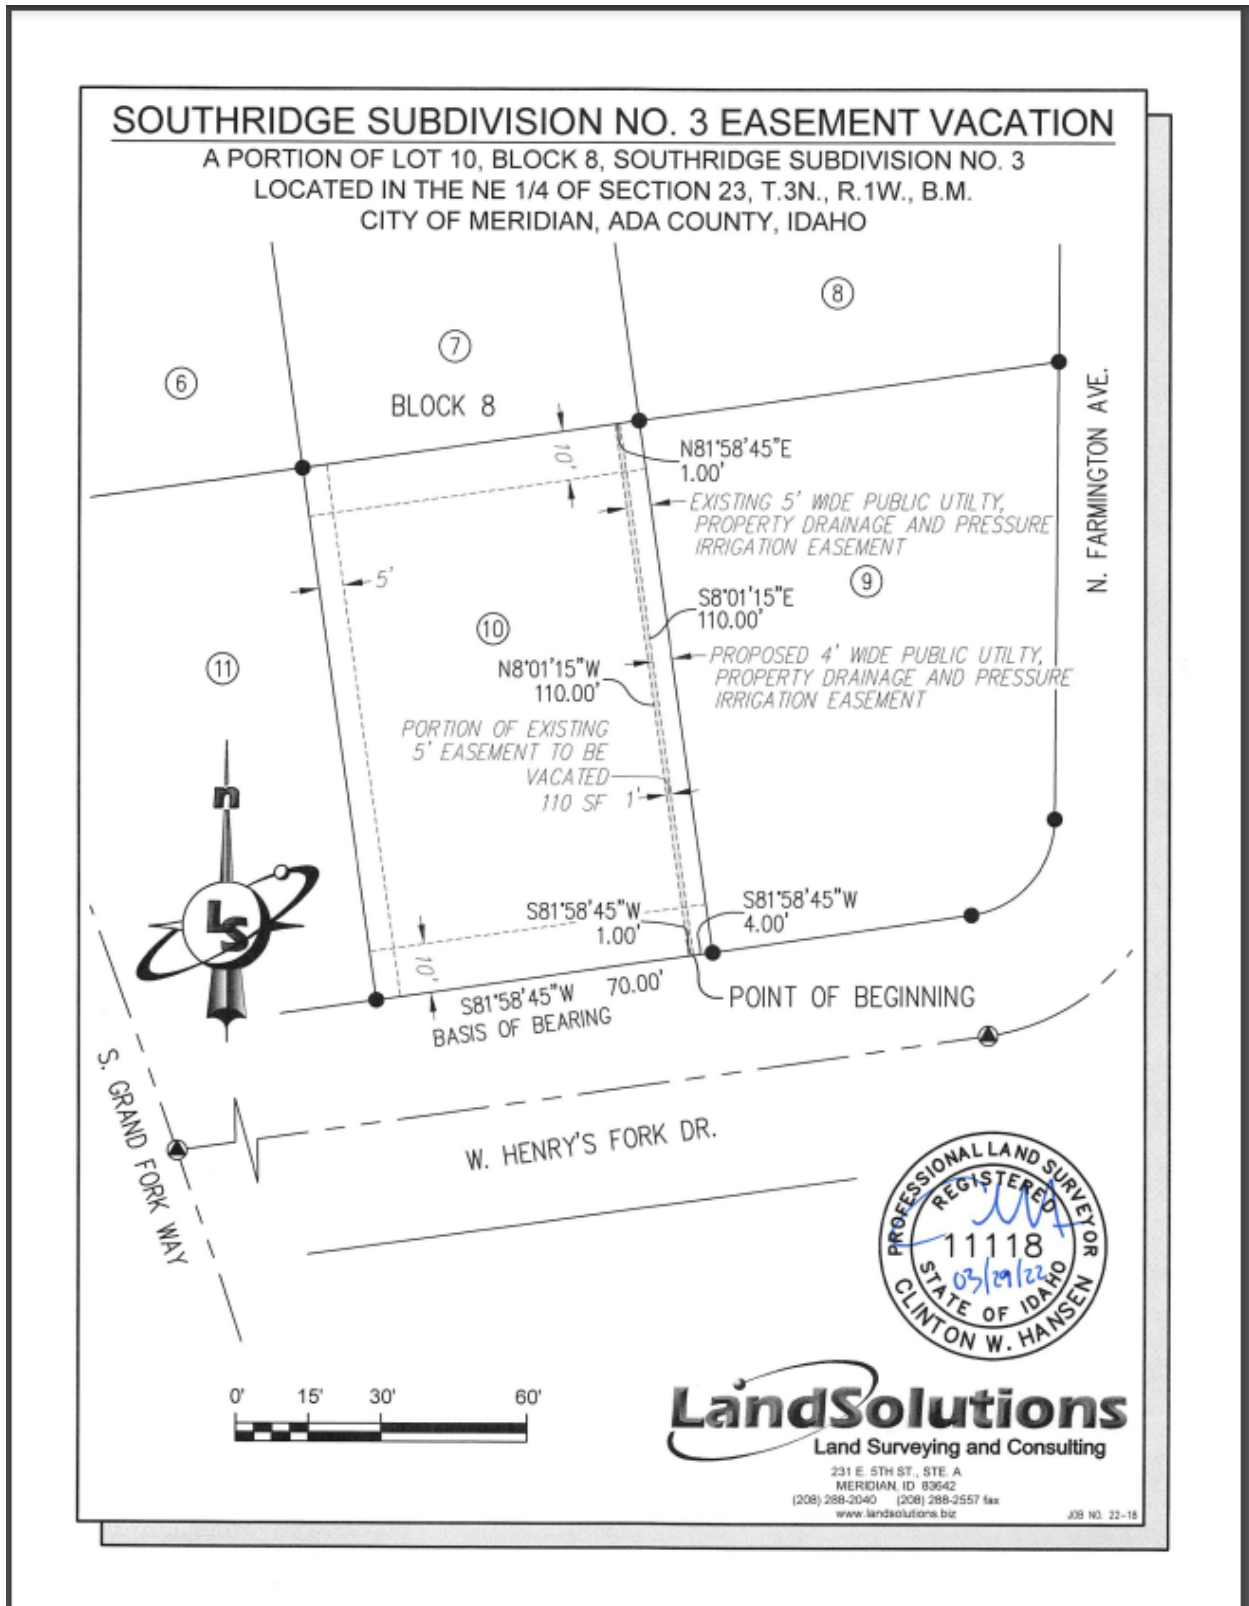 SOUTHRIDGE SUBDIVISION NO. 3 EASEMENT VACATION
A PORTION OF LOT 10, BLOCK 8, SOUTHRIDGE SUBDIVISION NO. 3
LOCATED IN THE NE 1/4 OF SECTION 23, T.3N., R.1W., B.M.
CITY OF MERIDIAN, ADA COUNTY, IDAHO
8
7
6
BLOCK 8
N. FARMINGTON AVE.
10'
N81°58'45"E
1.00'
EXISTING 5' WIDE PUBLIC UTILTY,
PROPERTY DRAINAGE AND PRESSURE
IRRIGATION EASEMENT
5'
9
S8°01'15"E
110.00'
10
11
N8°01'15"W
110.00'
PROPOSED 4' WIDE PUBLIC UTILTY,
PROPERTY DRAINAGE AND PRESSURE
IRRIGATION EASEMENT
PORTION OF EXISTING
5' EASEMENT TO BE
VACATED
110 SF
1'
n
LS
S81°58'45"W
1.00'
S81°58'45"W
4.00'
10'
S81°58'45"W 70.00'
BASIS OF BEARING
POINT OF BEGINNING
S. GRAND FORK WAY
W. HENRY'S FORK DR.
PROFESSIONAL LAND SURVEYOR
REGISTERED
11118
03/29/22
STATE OF IDAHO
CLINTON W. HANSEN
0' 15' 30' 60'
LandSolutions
Land Surveying and Consulting
231 E. 5TH ST., STE. A
MERIDIAN, ID 83642
(208) 288-2040 (208) 288-2557 fax
www.landsolutions.biz
JOB NO. 22-18